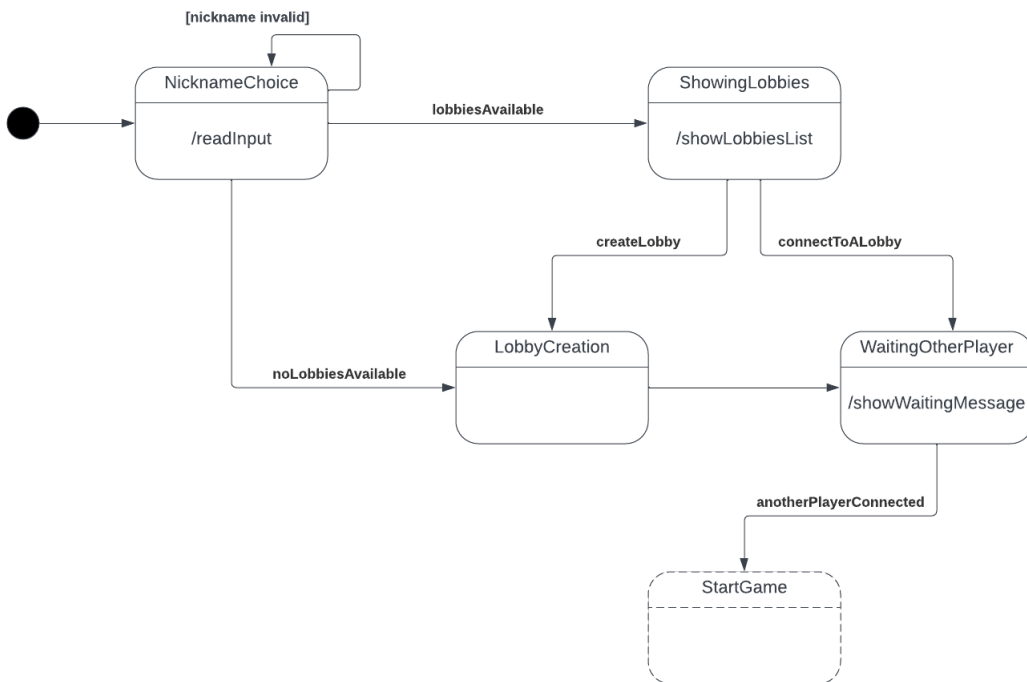 [nickname invalid]
NicknameChoice
/readInput
lobbiesAvailable
ShowingLobbies
/showLobbiesList
createLobby
connectToALobby
noLobbiesAvailable
LobbyCreation
WaitingOtherPlayer
/showWaitingMessage
anotherPlayerConnected
StartGame